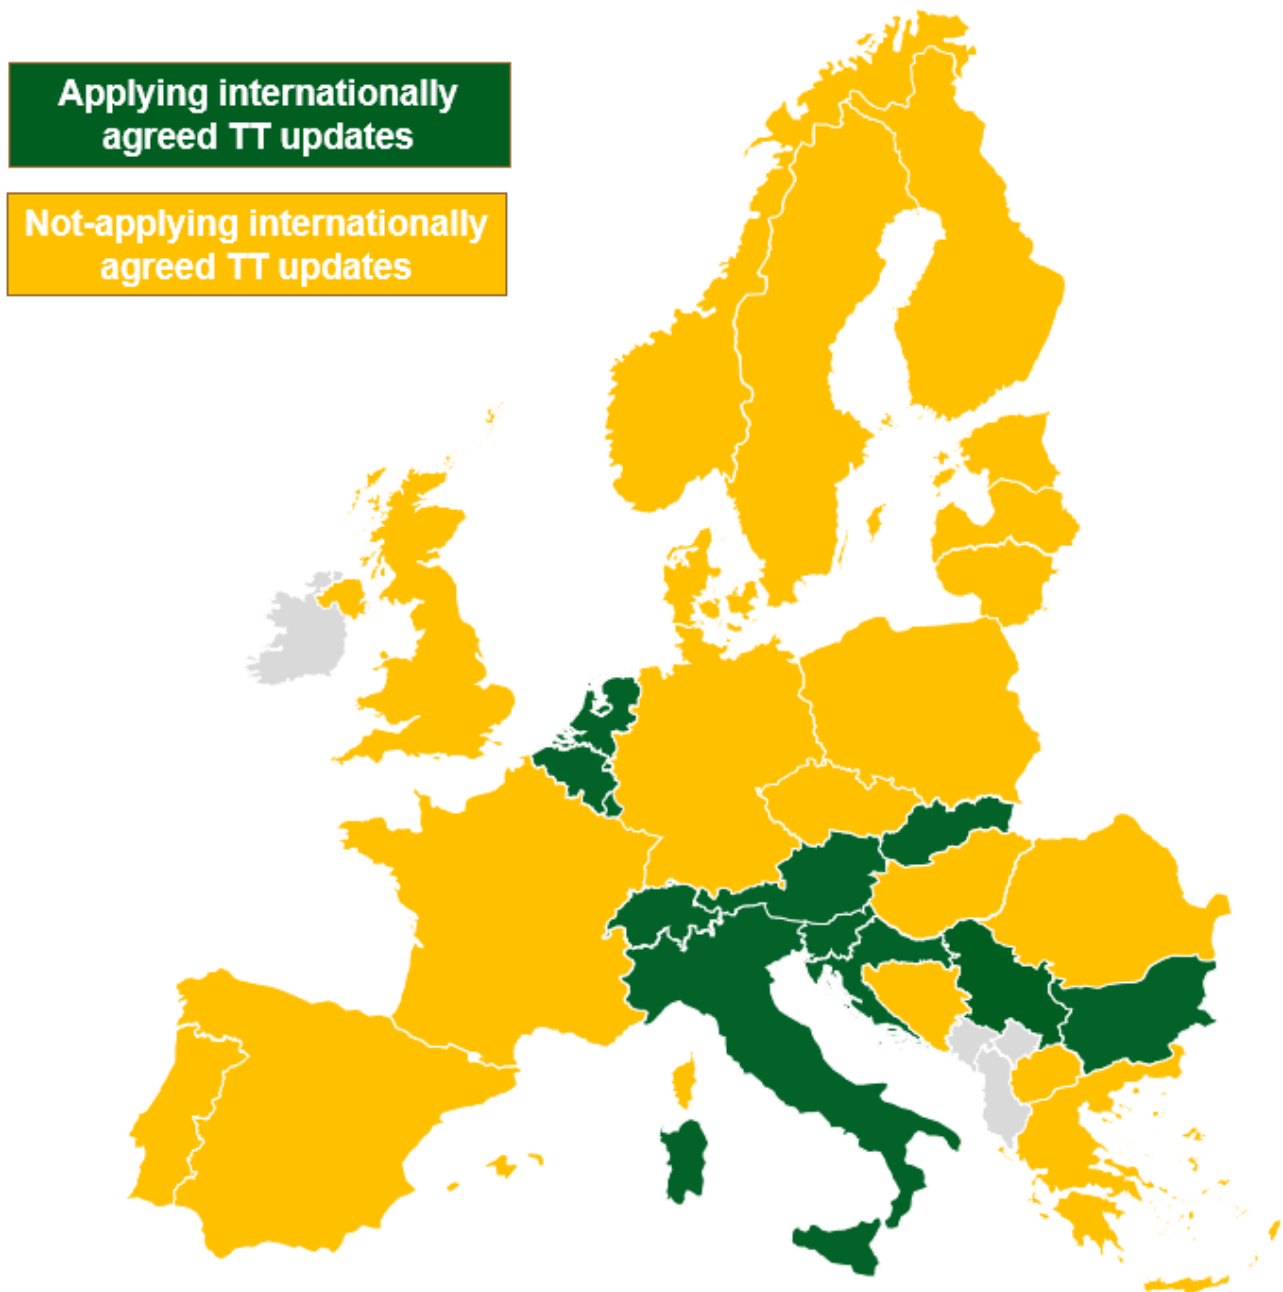 Applying internationally
agreed TT updates
Not-applying internationally
agreed TT updates